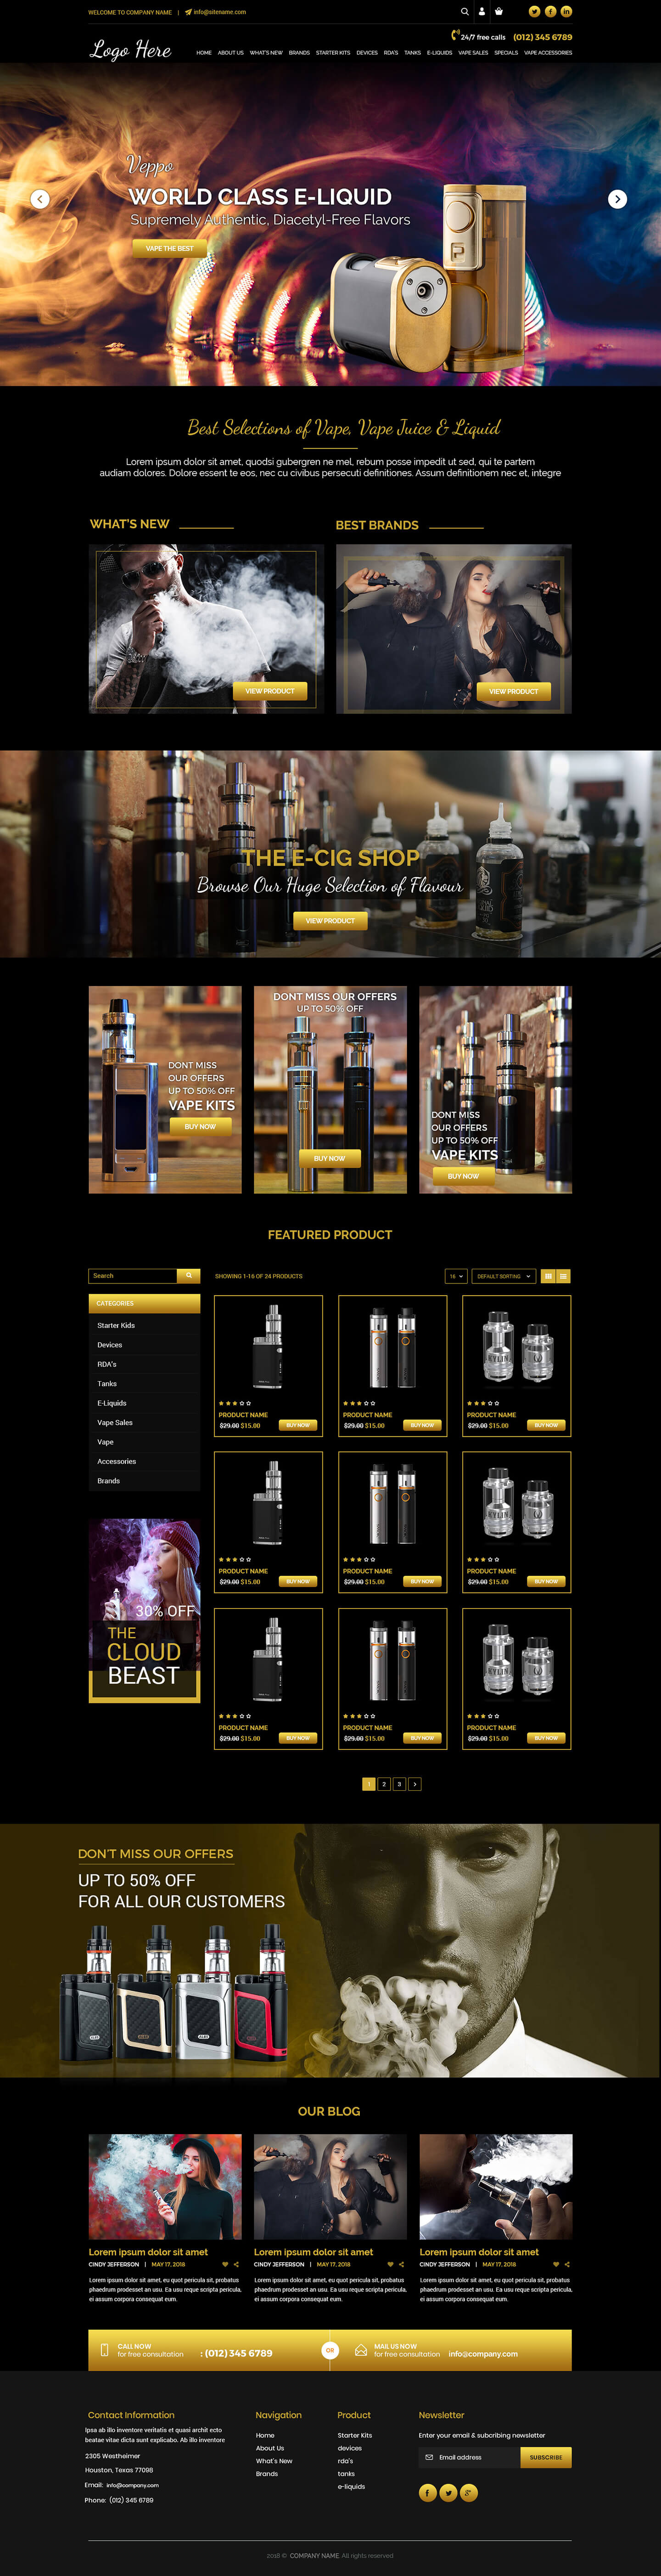 WELCOME TO COMPANY NAME | info@sitename.com
24/7 free calls (012) 345 6789
Logo Here
HOME ABOUT US WHAT'S NEW BRANDS STARTER KITS DEVICES RDA'S TANKS E-LIQUIDS VAPE SALES SPECIALS VAPE ACCESSORIES
Veppo
WORLD CLASS E-LIQUID
Supremely Authentic, Diacetyl-Free Flavors
VAPE THE BEST
Best Selections of Vape, Vape Juice & Liquid
Lorem ipsum dolor sit amet, quodsi gubergren ne mel, rebum posse impedit ut sed, qui te partem
audiam dolores. Dolore essent te eos, nec cu civibus persecuti definitiones. Assum definitionem nec et, integre
WHAT'S NEW
BEST BRANDS
VIEW PRODUCT
VIEW PRODUCT
THE E-CIG SHOP
Browse Our Huge Selection of Flavour
VIEW PRODUCT
DONT MISS
OUR OFFERS
UP TO 50% OFF
VAPE KITS
BUY NOW
DONT MISS OUR OFFERS
UP TO 50% OFF
BUY NOW
DONT MISS
OUR OFFERS
UP TO 50% OFF
VAPE KITS
BUY NOW
FEATURED PRODUCT
Search
SHOWING 1-16 OF 24 PRODUCTS
16
DEFAULT SORTING
CATEGORIES
Starter Kids
Devices
RDA's
Tanks
E-Liquids
Vape Sales
Vape
Accessories
Brands
30% OFF
THE
CLOUD
BEAST
PRODUCT NAME
$29.00 $15.00
BUY NOW
PRODUCT NAME
$29.00 $15.00
BUY NOW
PRODUCT NAME
$29.00 $15.00
BUY NOW
PRODUCT NAME
$29.00 $15.00
BUY NOW
PRODUCT NAME
$29.00 $15.00
BUY NOW
PRODUCT NAME
$29.00 $15.00
BUY NOW
PRODUCT NAME
$29.00 $15.00
BUY NOW
PRODUCT NAME
$29.00 $15.00
BUY NOW
PRODUCT NAME
$29.00 $15.00
BUY NOW
1 2 3
DON'T MISS OUR OFFERS
UP TO 50% OFF
FOR ALL OUR CUSTOMERS
OUR BLOG
Lorem ipsum dolor sit amet
CINDY JEFFERSON | MAY 17, 2018
Lorem ipsum dolor sit amet, eu quot pericula sit, probatus
phaedrum prodesset an usu. Ea usu reque scripta pericula,
ei assum corpora consequat eum.
Lorem ipsum dolor sit amet
CINDY JEFFERSON | MAY 17, 2018
Lorem ipsum dolor sit amet, eu quot pericula sit, probatus
phaedrum prodesset an usu. Ea usu reque scripta pericula,
ei assum corpora consequat eum.
Lorem ipsum dolor sit amet
CINDY JEFFERSON | MAY 17, 2018
Lorem ipsum dolor sit amet, eu quot pericula sit, probatus
phaedrum prodesset an usu. Ea usu reque scripta pericula,
ei assum corpora consequat eum.
CALL NOW
for free consultation : (012) 345 6789
OR
MAIL US NOW
for free consultation info@company.com
Contact Information
Ipsa ab illo inventore veritatis et quasi archit ecto
beatae vitae dicta sunt explicabo. Ab illo inventore
2305 Westheimer
Houston, Texas 77098
Email: info@company.com
Phone: (012) 345 6789
Navigation
Home
About Us
What's New
Brands
Product
Starter Kits
devices
rda's
tanks
e-liquids
Newsletter
Enter your email & subcribing newsletter
Email address
SUBSCRIBE
2018 © COMPANY NAME. All rights reserved